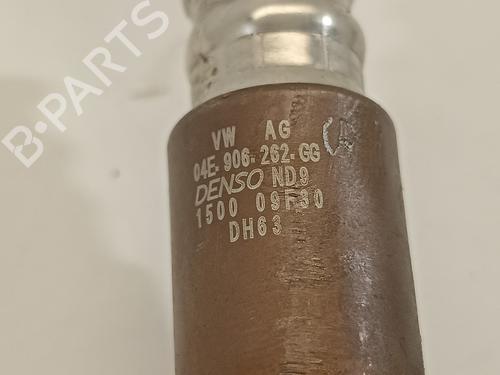 B-PARTS
VW AG
04E-906-262-GG
DENSO ND9
1500 09F30
DH63